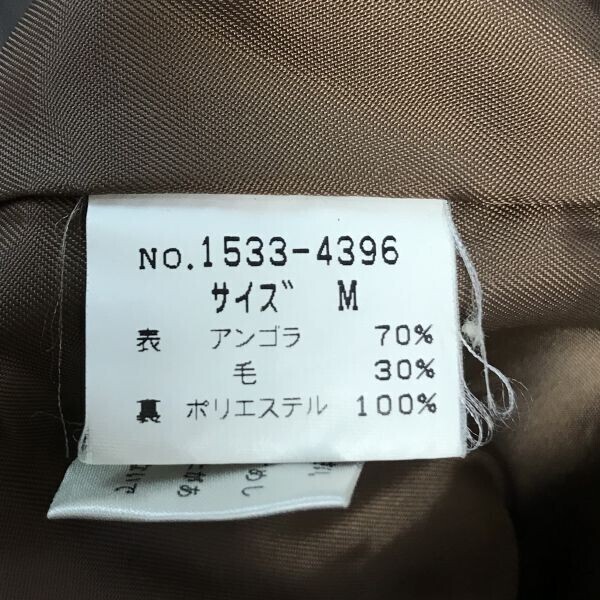 NO.1533-4396
サイズ M
表 アンゴラ 70%
毛 30%
裏 ポリエステル 100%